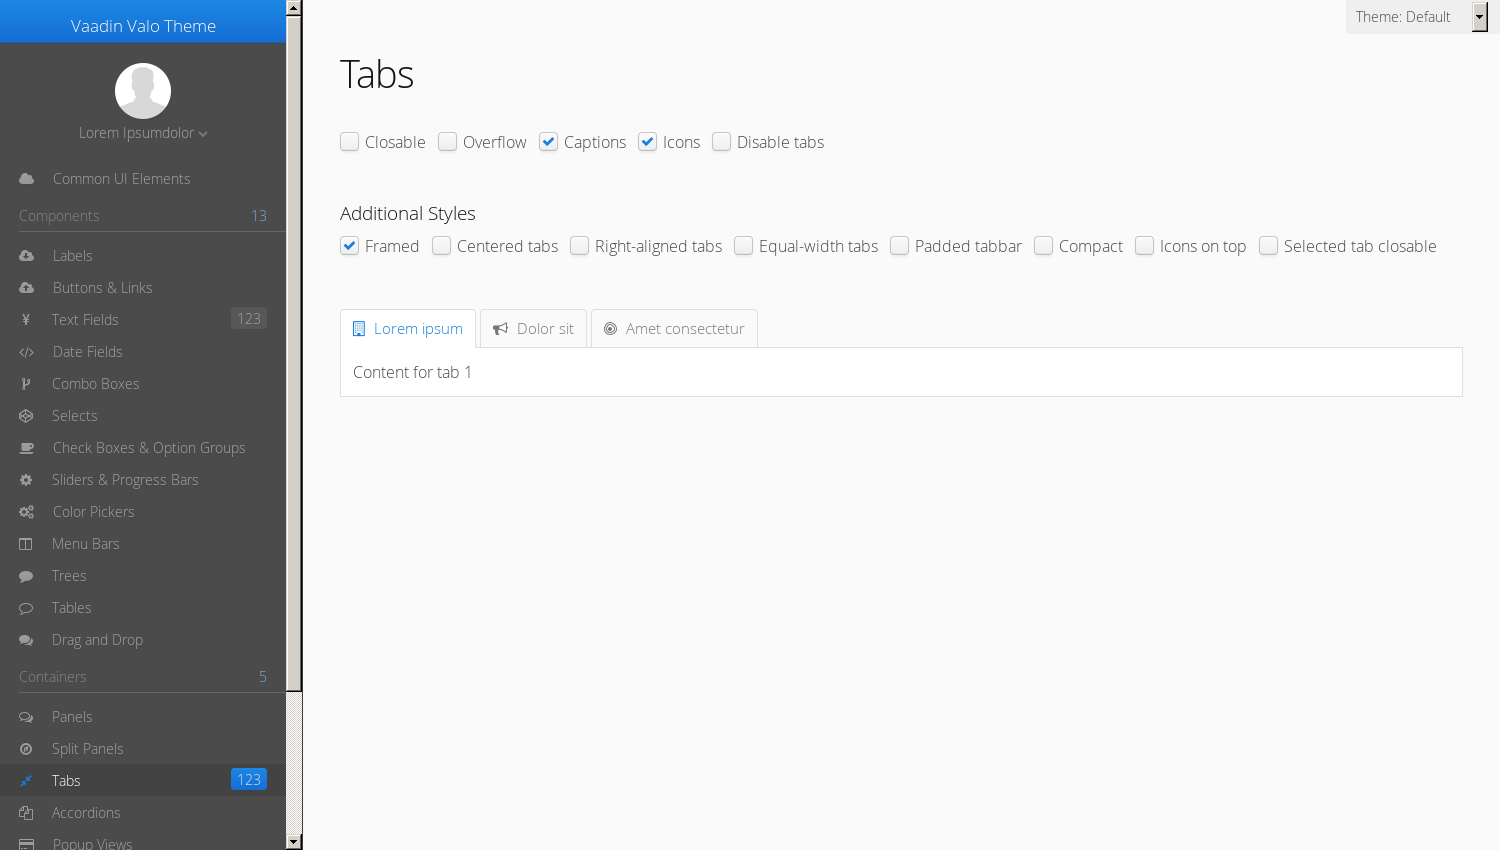 Vaadin Valo Theme
Lorem Ipsumdolor
Common UI Elements
Components 13
Labels
Buttons & Links
Text Fields 123
Date Fields
Combo Boxes
Selects
Check Boxes & Option Groups
Sliders & Progress Bars
Color Pickers
Menu Bars
Trees
Tables
Drag and Drop
Containers 5
Panels
Split Panels
Tabs 123
Accordions
Popup Views
Theme: Default
Tabs
Closable Overflow Captions Icons Disable tabs
Additional Styles
Framed Centered tabs Right-aligned tabs Equal-width tabs Padded tabbar Compact Icons on top Selected tab closable
Lorem ipsum Dolor sit Amet consectetur
Content for tab 1